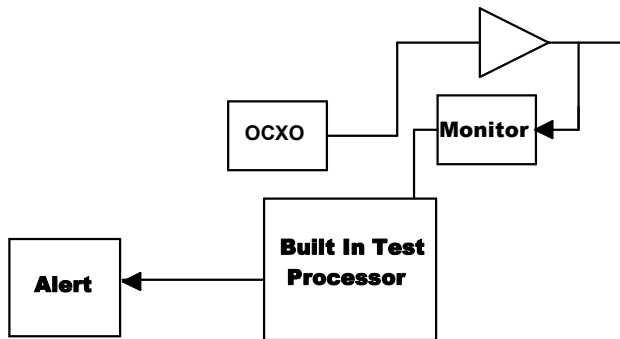 OCXO
Monitor
Built In Test
Processor
Alert